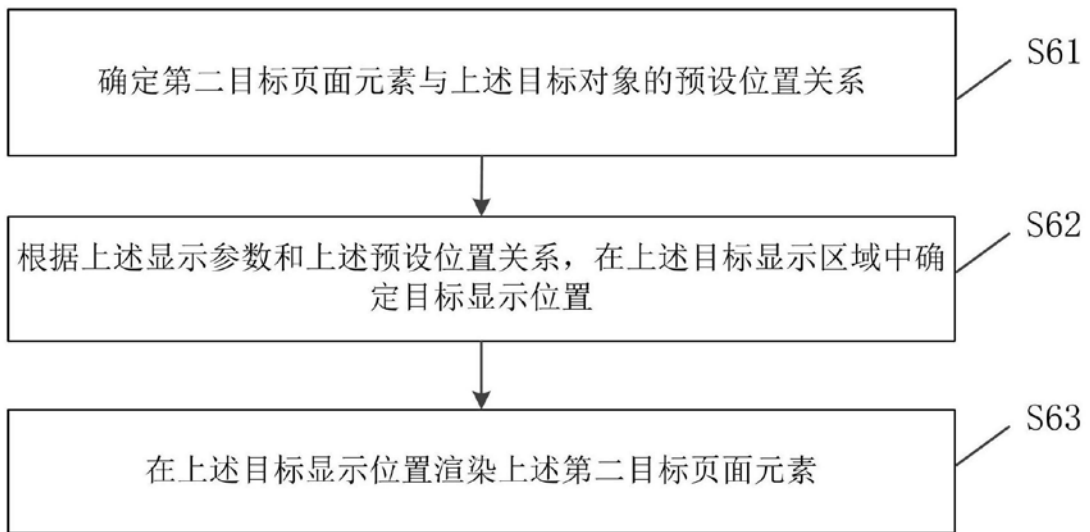 确定第二目标页面元素与上述目标对象的预设位置关系
S61
根据上述显示参数和上述预设位置关系，在上述目标显示区域中确
定目标显示位置
S62
在上述目标显示位置渲染上述第二目标页面元素
S63